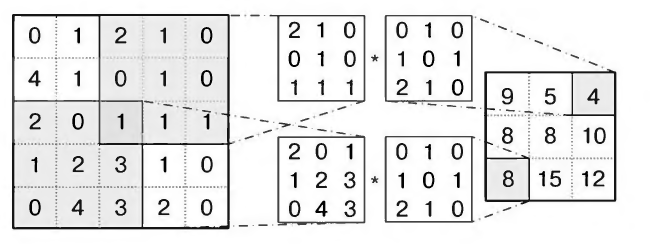 0 1 2 1 0
4 1 0 1 0
2 0 1 1 1
1 2 3 1 0
0 4 3 2 0
2 1 0
0 1 0
1 1 1
*
0 1 0
1 0 1
2 1 0
2 0 1
1 2 3
0 4 3
*
0 1 0
1 0 1
2 1 0
9 5 4
8 8 10
8 15 12